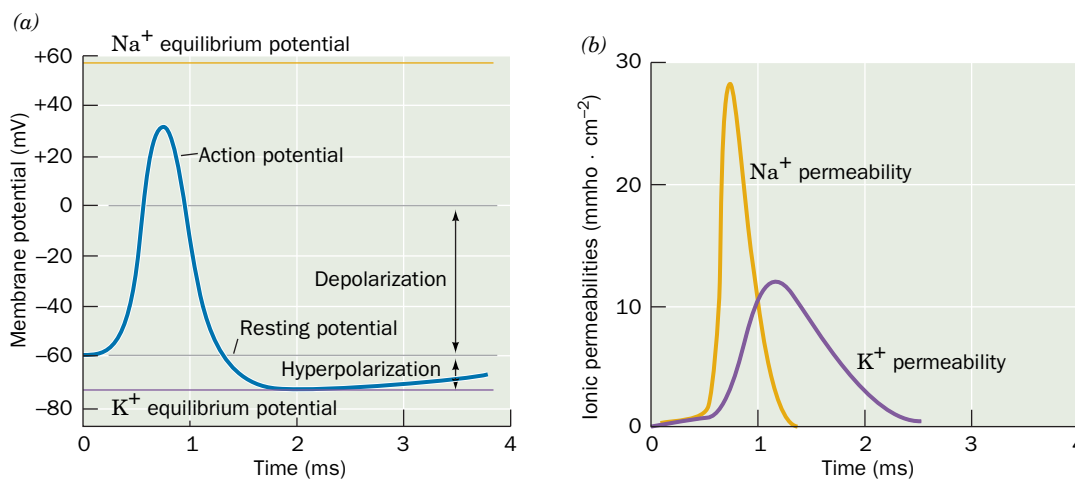 (a)
Na+ equilibrium potential
+60
+40
+20
0
–20
–40
–60
–80
Membrane potential (mV)
Action potential
Depolarization
Resting potential
Hyperpolarization
K+ equilibrium potential
0
1
2
3
4
Time (ms)
(b)
30
20
10
0
Ionic permeabilities (mmho · cm−2)
Na+ permeability
K+ permeability
0
1
2
3
4
Time (ms)